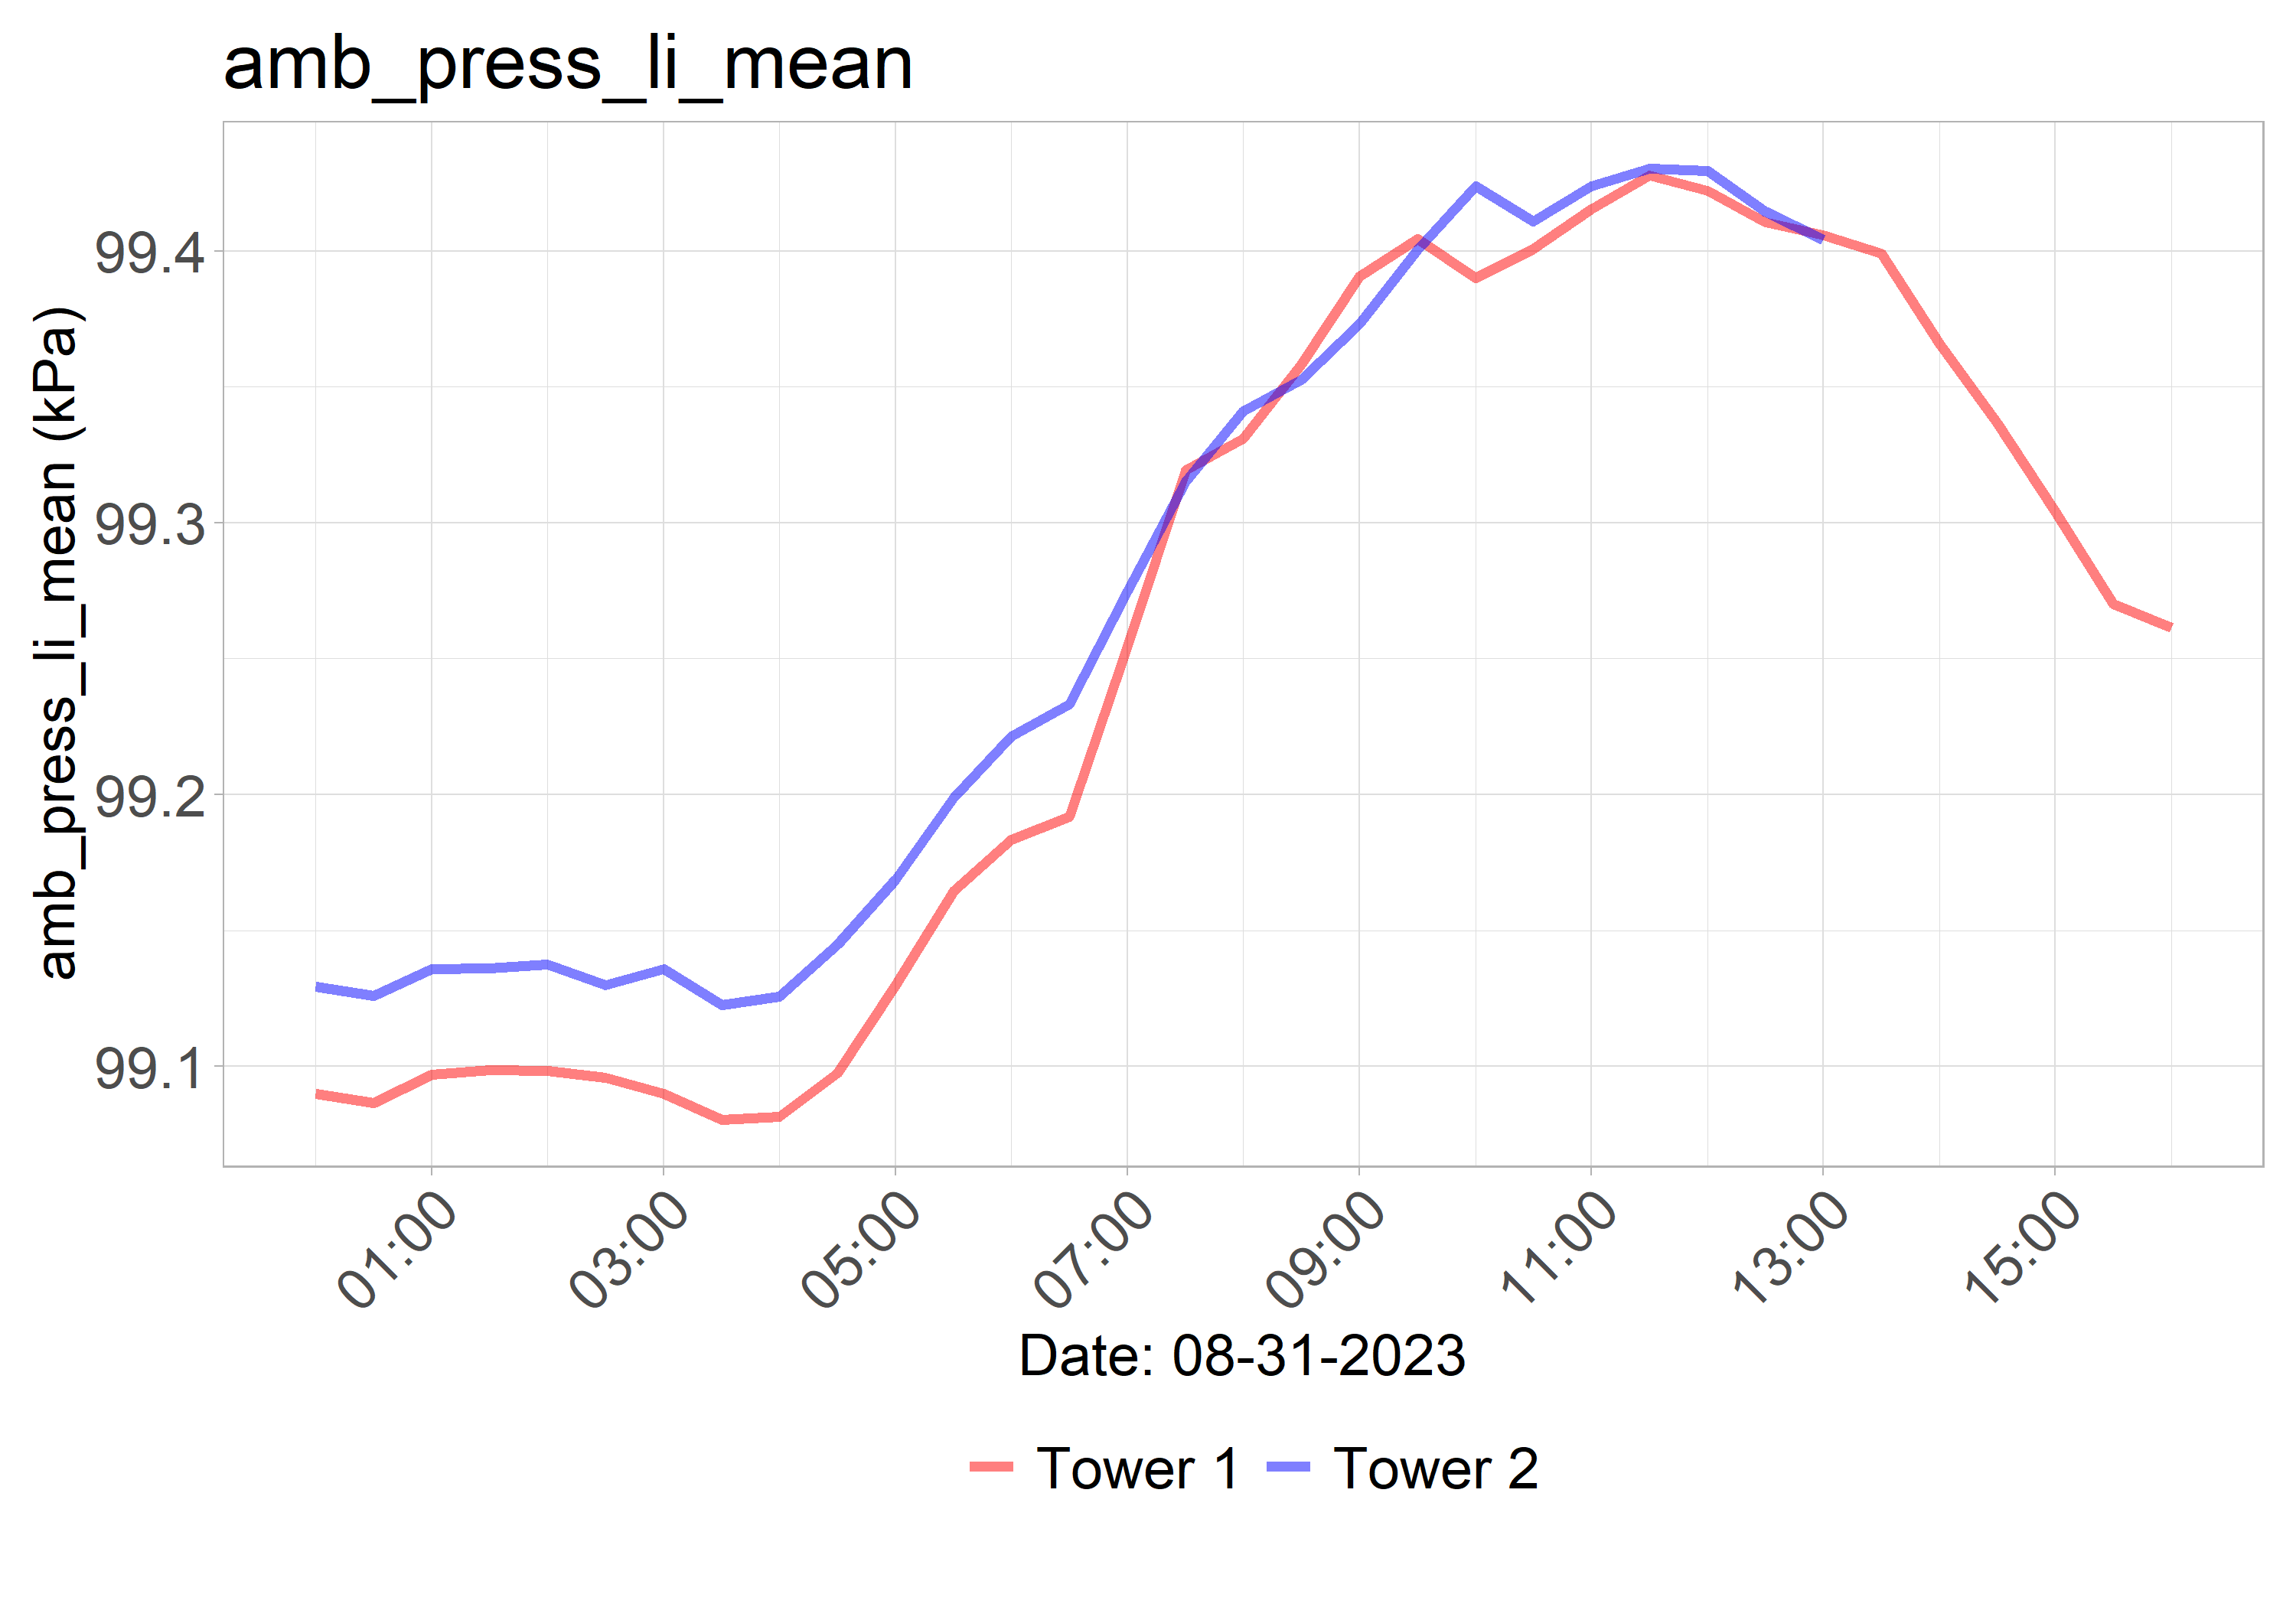 amb_press_li_mean
amb_press_li_mean (kPa)
99.4
99.3
99.2
99.1
01:00
03:00
05:00
07:00
09:00
11:00
13:00
15:00
Date: 08-31-2023
Tower 1
Tower 2